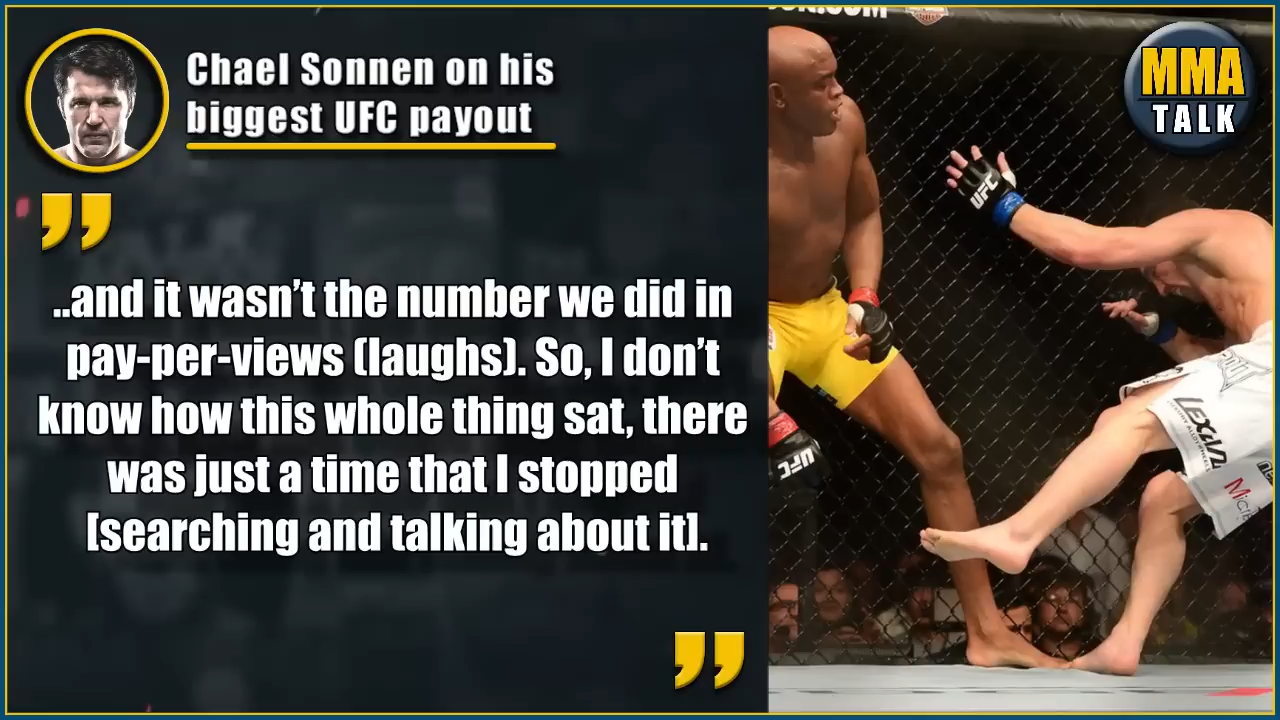 Chael Sonnen on his
biggest UFC payout
MMA
TALK
..and it wasn’t the number we did in
pay-per-views (laughs). So, I don’t
know how this whole thing sat, there
was just a time that I stopped
[searching and talking about it].
UFC
UFC